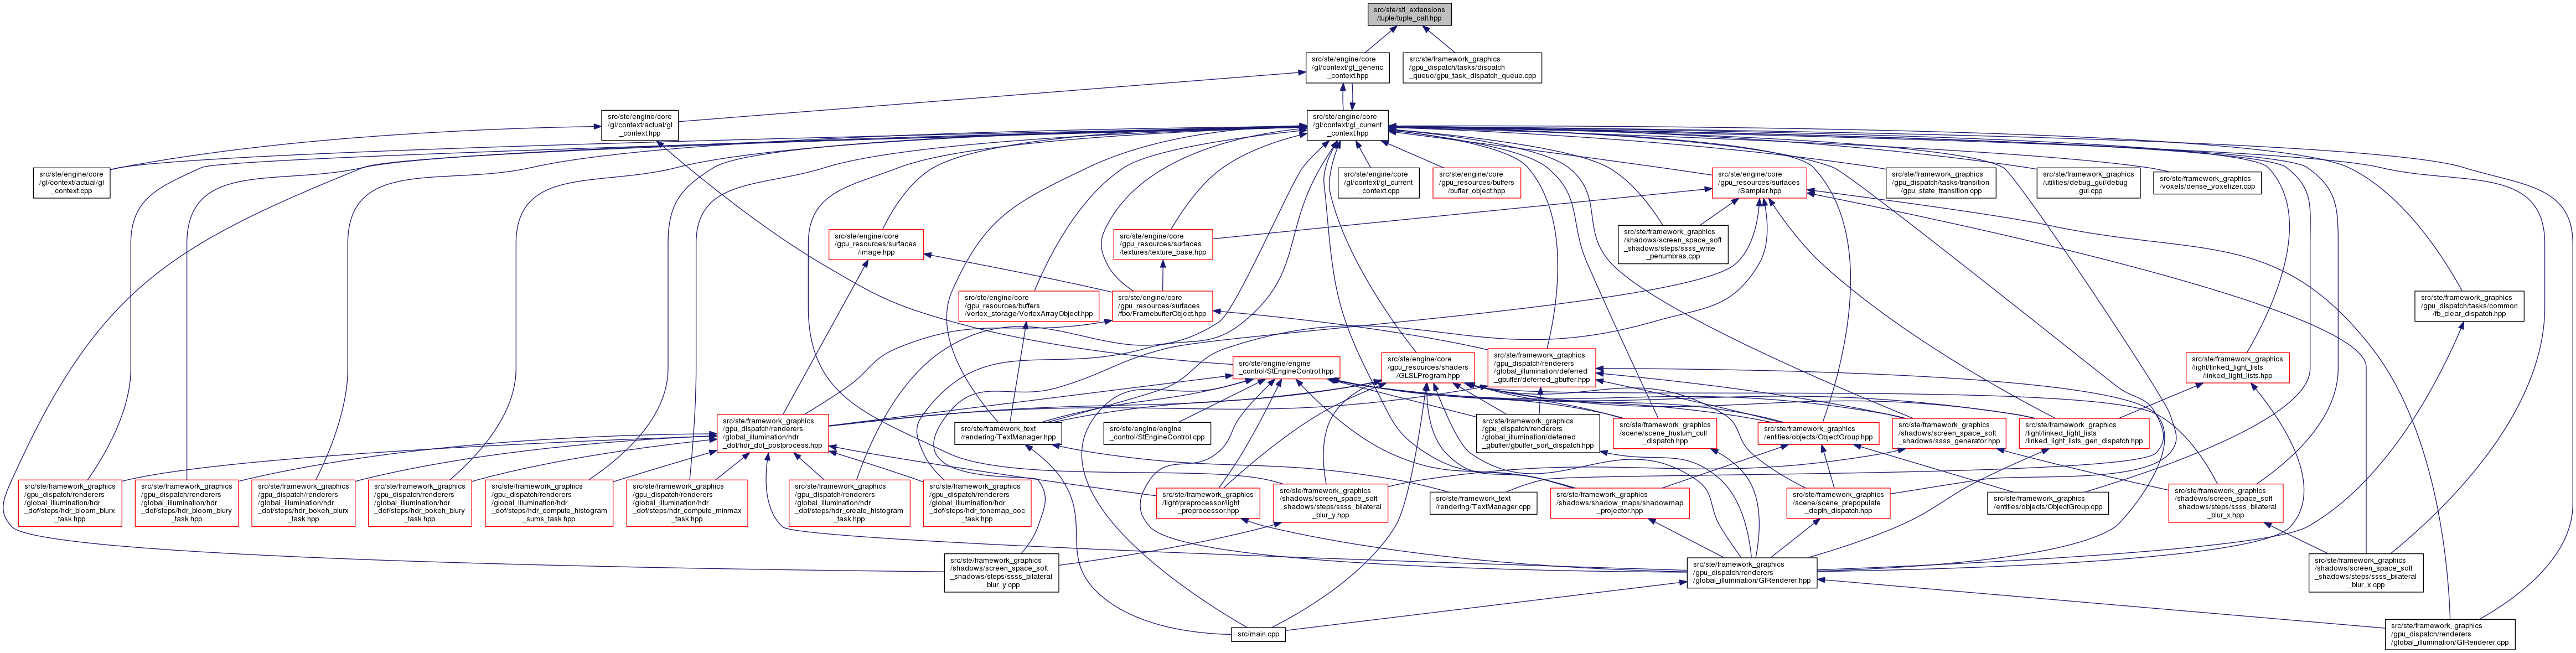 src/ste/stl_extensions
/tuple/tuple_call.hpp
src/ste/engine/core
/gl/context/gl_generic
_context.hpp
src/ste/framework_graphics
/gpu_dispatch/tasks/dispatch
_queue/gpu_task_dispatch_queue.cpp
src/ste/engine/core
/gl/context/actual/gl
_context.hpp
src/ste/engine/core
/gl/context/gl_current
_context.hpp
src/ste/engine/core
/gl/context/actual/gl
_context.cpp
src/ste/engine/core
/gl/context/gl_current
_context.cpp
src/ste/engine/core
/gpu_resources/buffers
/buffer_object.hpp
src/ste/engine/core
/gpu_resources/surfaces
/Sampler.hpp
src/ste/framework_graphics
/gpu_dispatch/tasks/transition
/gpu_state_transition.cpp
src/ste/framework_graphics
/utilities/debug_gui/debug
_gui.cpp
src/ste/framework_graphics
/voxels/dense_voxelizer.cpp
src/ste/engine/core
/gpu_resources/surfaces
/image.hpp
src/ste/engine/core
/gpu_resources/surfaces
/textures/texture_base.hpp
src/ste/framework_graphics
/shadows/screen_space_soft
_shadows/steps/ssss_write
_penumbras.cpp
src/ste/engine/core
/gpu_resources/buffers
/vertex_storage/VertexArrayObject.hpp
src/ste/engine/core
/gpu_resources/surfaces
/fbo/FramebufferObject.hpp
src/ste/framework_graphics
/gpu_dispatch/tasks/common
/fb_clear_dispatch.hpp
src/ste/engine/engine
_control/StEngineControl.hpp
src/ste/engine/core
/gpu_resources/shaders
/GLSLProgram.hpp
src/ste/framework_graphics
/gpu_dispatch/renderers
/global_illumination/deferred
_gbuffer/deferred_gbuffer.hpp
src/ste/framework_graphics
/light/linked_light_lists
/linked_light_lists.hpp
src/ste/framework_graphics
/gpu_dispatch/renderers
/global_illumination/hdr
_dof/hdr_dof_postprocess.hpp
src/ste/framework_text
/rendering/TextManager.hpp
src/ste/engine/engine
_control/StEngineControl.cpp
src/ste/framework_graphics
/gpu_dispatch/renderers
/global_illumination/deferred
_gbuffer/gbuffer_sort_dispatch.hpp
src/ste/framework_graphics
/scene/scene_frustum_cull
_dispatch.hpp
src/ste/framework_graphics
/entities/objects/ObjectGroup.hpp
src/ste/framework_graphics
/shadows/screen_space_soft
_shadows/ssss_generator.hpp
src/ste/framework_graphics
/light/linked_light_lists
/linked_light_lists_gen_dispatch.hpp
src/ste/framework_graphics
/gpu_dispatch/renderers
/global_illumination/hdr
_dof/steps/hdr_bloom_blurx
_task.hpp
src/ste/framework_graphics
/gpu_dispatch/renderers
/global_illumination/hdr
_dof/steps/hdr_bloom_blury
_task.hpp
src/ste/framework_graphics
/gpu_dispatch/renderers
/global_illumination/hdr
_dof/steps/hdr_bokeh_blurx
_task.hpp
src/ste/framework_graphics
/gpu_dispatch/renderers
/global_illumination/hdr
_dof/steps/hdr_bokeh_blury
_task.hpp
src/ste/framework_graphics
/gpu_dispatch/renderers
/global_illumination/hdr
_dof/steps/hdr_compute_histogram
_sums_task.hpp
src/ste/framework_graphics
/gpu_dispatch/renderers
/global_illumination/hdr
_dof/steps/hdr_compute_minmax
_task.hpp
src/ste/framework_graphics
/gpu_dispatch/renderers
/global_illumination/hdr
_dof/steps/hdr_create_histogram
_task.hpp
src/ste/framework_graphics
/gpu_dispatch/renderers
/global_illumination/hdr
_dof/steps/hdr_tonemap_coc
_task.hpp
src/ste/framework_graphics
/light/preprocessor/light
_preprocessor.hpp
src/ste/framework_graphics
/shadows/screen_space_soft
_shadows/steps/ssss_bilateral
_blur_y.hpp
src/ste/framework_text
/rendering/TextManager.cpp
src/ste/framework_graphics
/shadows/shadow_maps/shadowmap
_projector.hpp
src/ste/framework_graphics
/scene/scene_prepopulate
_depth_dispatch.hpp
src/ste/framework_graphics
/entities/objects/ObjectGroup.cpp
src/ste/framework_graphics
/shadows/screen_space_soft
_shadows/steps/ssss_bilateral
_blur_x.hpp
src/ste/framework_graphics
/shadows/screen_space_soft
_shadows/steps/ssss_bilateral
_blur_y.cpp
src/ste/framework_graphics
/gpu_dispatch/renderers
/global_illumination/GIRenderer.hpp
src/ste/framework_graphics
/shadows/screen_space_soft
_shadows/steps/ssss_bilateral
_blur_x.cpp
src/main.cpp
src/ste/framework_graphics
/gpu_dispatch/renderers
/global_illumination/GIRenderer.cpp